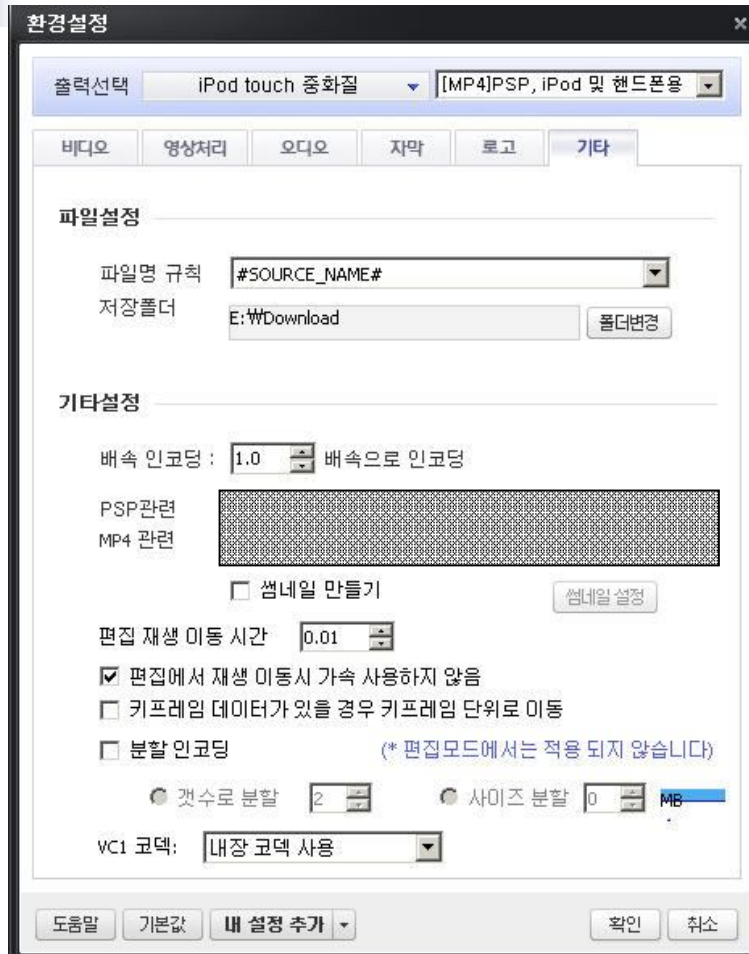 환경설정
출력선택 iPod touch 중화질 [MP4]PSP, iPod 및 핸드폰용
비디오 영상처리 오디오 자막 로고 기타
파일설정
파일명 규칙 #SOURCE_NAME#
저장폴더 E:₩Download 폴더변경
기타설정
배속 인코덩 : 1.0 배속으로 인코덩
PSP관련
MP4 관련
썸네일 만들기 썸네일 설정
편집 재생 이동 시간 0.01
편집에서 재생 이동시 가속 사용하지 않음
키프레임 데이터가 있을 경우 키프레임 단위로 이동
분할 인코딩 (* 편집모드에서는 적용 되지 않습니다)
갯수로 분할 2 사이즈 분할 0 MB
VC1 코덱: 내장 코덱 사용
도움말 기본값 내 설정 추가 확인 취소